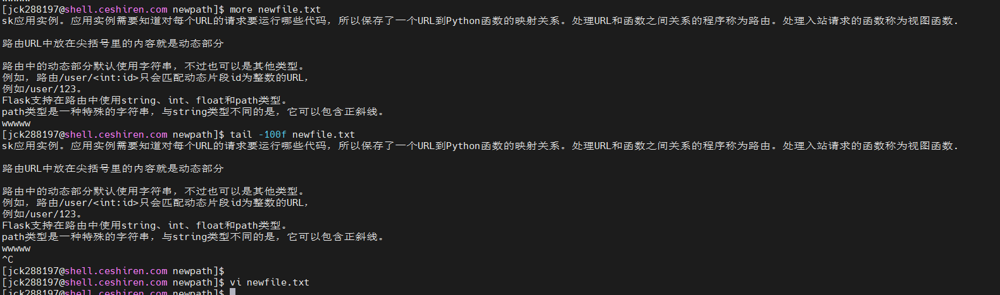 [jck288197@shell.ceshiren.com newpath]$ more newfile.txt
sk应用实例。应用实例需要知道对每个URL的请求要运行哪些代码，所以保存了一个URL到Python函数的映射关系。处理URL和函数之间关系的程序称为路由。处理入站请求的函数称为视图函数.
路由URL中放在尖括号里的内容就是动态部分
路由中的动态部分默认使用字符串，不过也可以是其他类型。
例如，路由/user/<int:id>只会匹配动态片段id为整数的URL，
例如/user/123。
Flask支持在路由中使用string、int、float和path类型。
path类型是一种特殊的字符串，与string类型不同的是，它可以包含正斜线。
wwwww
[jck288197@shell.ceshiren.com newpath]$ tail -100f newfile.txt
sk应用实例。应用实例需要知道对每个URL的请求要运行哪些代码，所以保存了一个URL到Python函数的映射关系。处理URL和函数之间关系的程序称为路由。处理入站请求的函数称为视图函数.
路由URL中放在尖括号里的内容就是动态部分
路由中的动态部分默认使用字符串，不过也可以是其他类型。
例如，路由/user/<int:id>只会匹配动态片段id为整数的URL，
例如/user/123。
Flask支持在路由中使用string、int、float和path类型。
path类型是一种特殊的字符串，与string类型不同的是，它可以包含正斜线。
wwwww
^C
[jck288197@shell.ceshiren.com newpath]$
[jck288197@shell.ceshiren.com newpath]$ vi newfile.txt
[jck288197@shell.ceshiren.com newpath]$